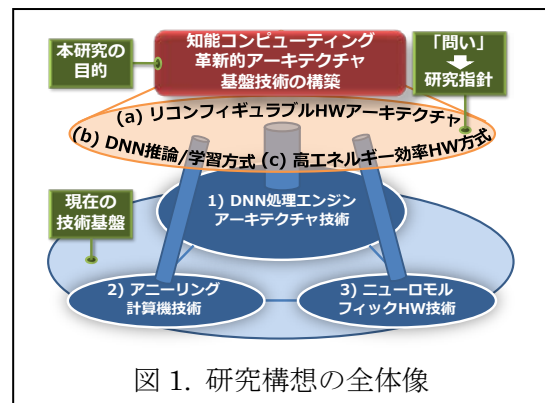 本研究の
目的
知能コンピューティング
革新的アーキテクチャ
基盤技術の構築
「問い」
研究指針
(a) リコンフィギュラブルHWアーキテクチャ
(b) DNN推論/学習方式 (c) 高エネルギー効率HW方式
現在の
技術基盤
1) DNN処理エンジン
アーキテクチャ技術
2) アニーリング
計算機技術
3) ニューロモル
フィックHW技術
図 1. 研究構想の全体像